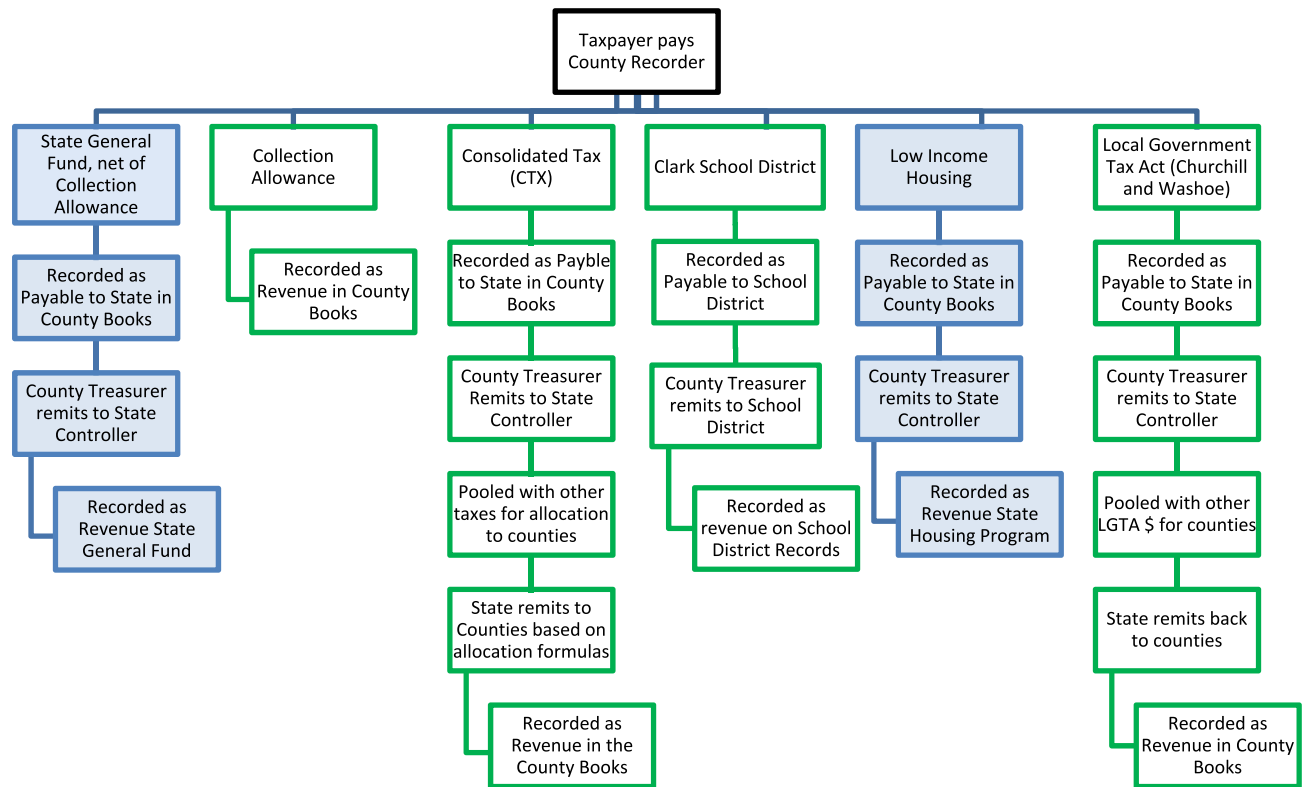 Taxpayer pays
County Recorder
State General
Fund, net of
Collection
Allowance
Recorded as
Payable to State in
County Books
County Treasurer
remits to State
Controller
Recorded as
Revenue State
General Fund
Collection
Allowance
Recorded as
Revenue in County
Books
Consolidated Tax
(CTX)
Recorded as Payble
to State in County
Books
County Treasurer
Remits to State
Controller
Pooled with other
taxes for allocation
to counties
State remits to
Counties based on
allocation formulas
Recorded as
Revenue in the
County Books
Clark School District
Recorded as
Payable to School
District
County Treasurer
remits to School
District
Recorded as
revenue on School
District Records
Low Income
Housing
Recorded as
Payable to State in
County Books
County Treasurer
remits to State
Controller
Recorded as
Revenue State
Housing Program
Local Government
Tax Act (Churchill
and Washoe)
Recorded as
Payable to State in
County Books
County Treasurer
remits to State
Controller
Pooled with other
LGTA $ for counties
State remits back
to counties
Recorded as
Revenue in County
Books